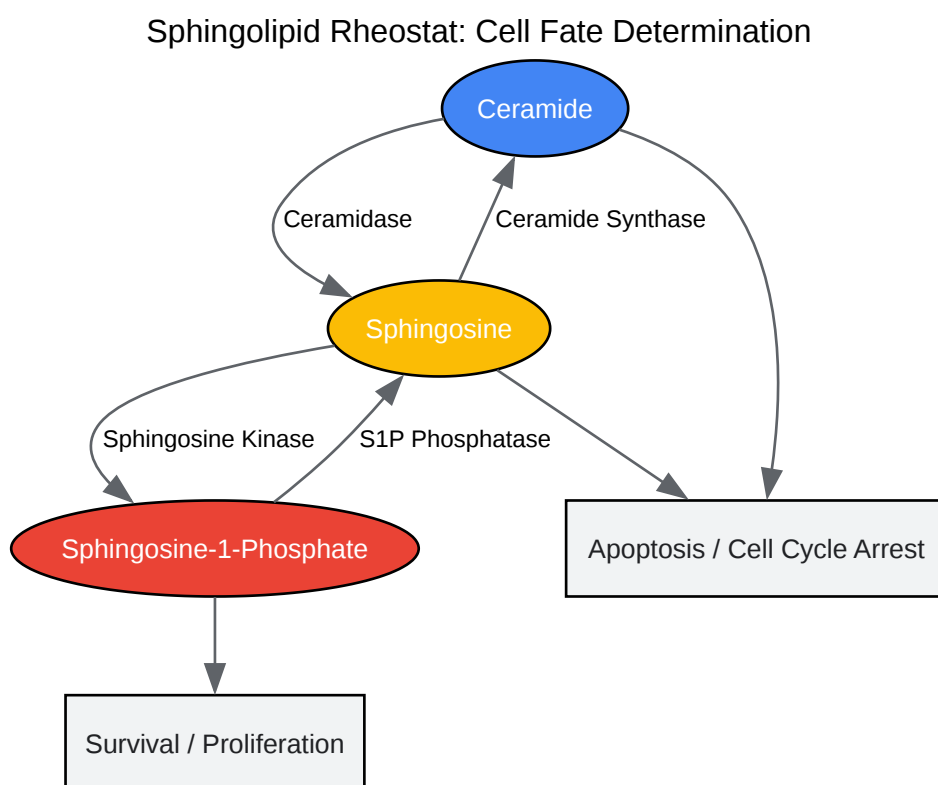 Sphingolipid Rheostat: Cell Fate Determination
Ceramide
Ceramidase
Ceramide Synthase
Sphingosine
Sphingosine Kinase
S1P Phosphatase
Sphingosine-1-Phosphate
Apoptosis / Cell Cycle Arrest
Survival / Proliferation